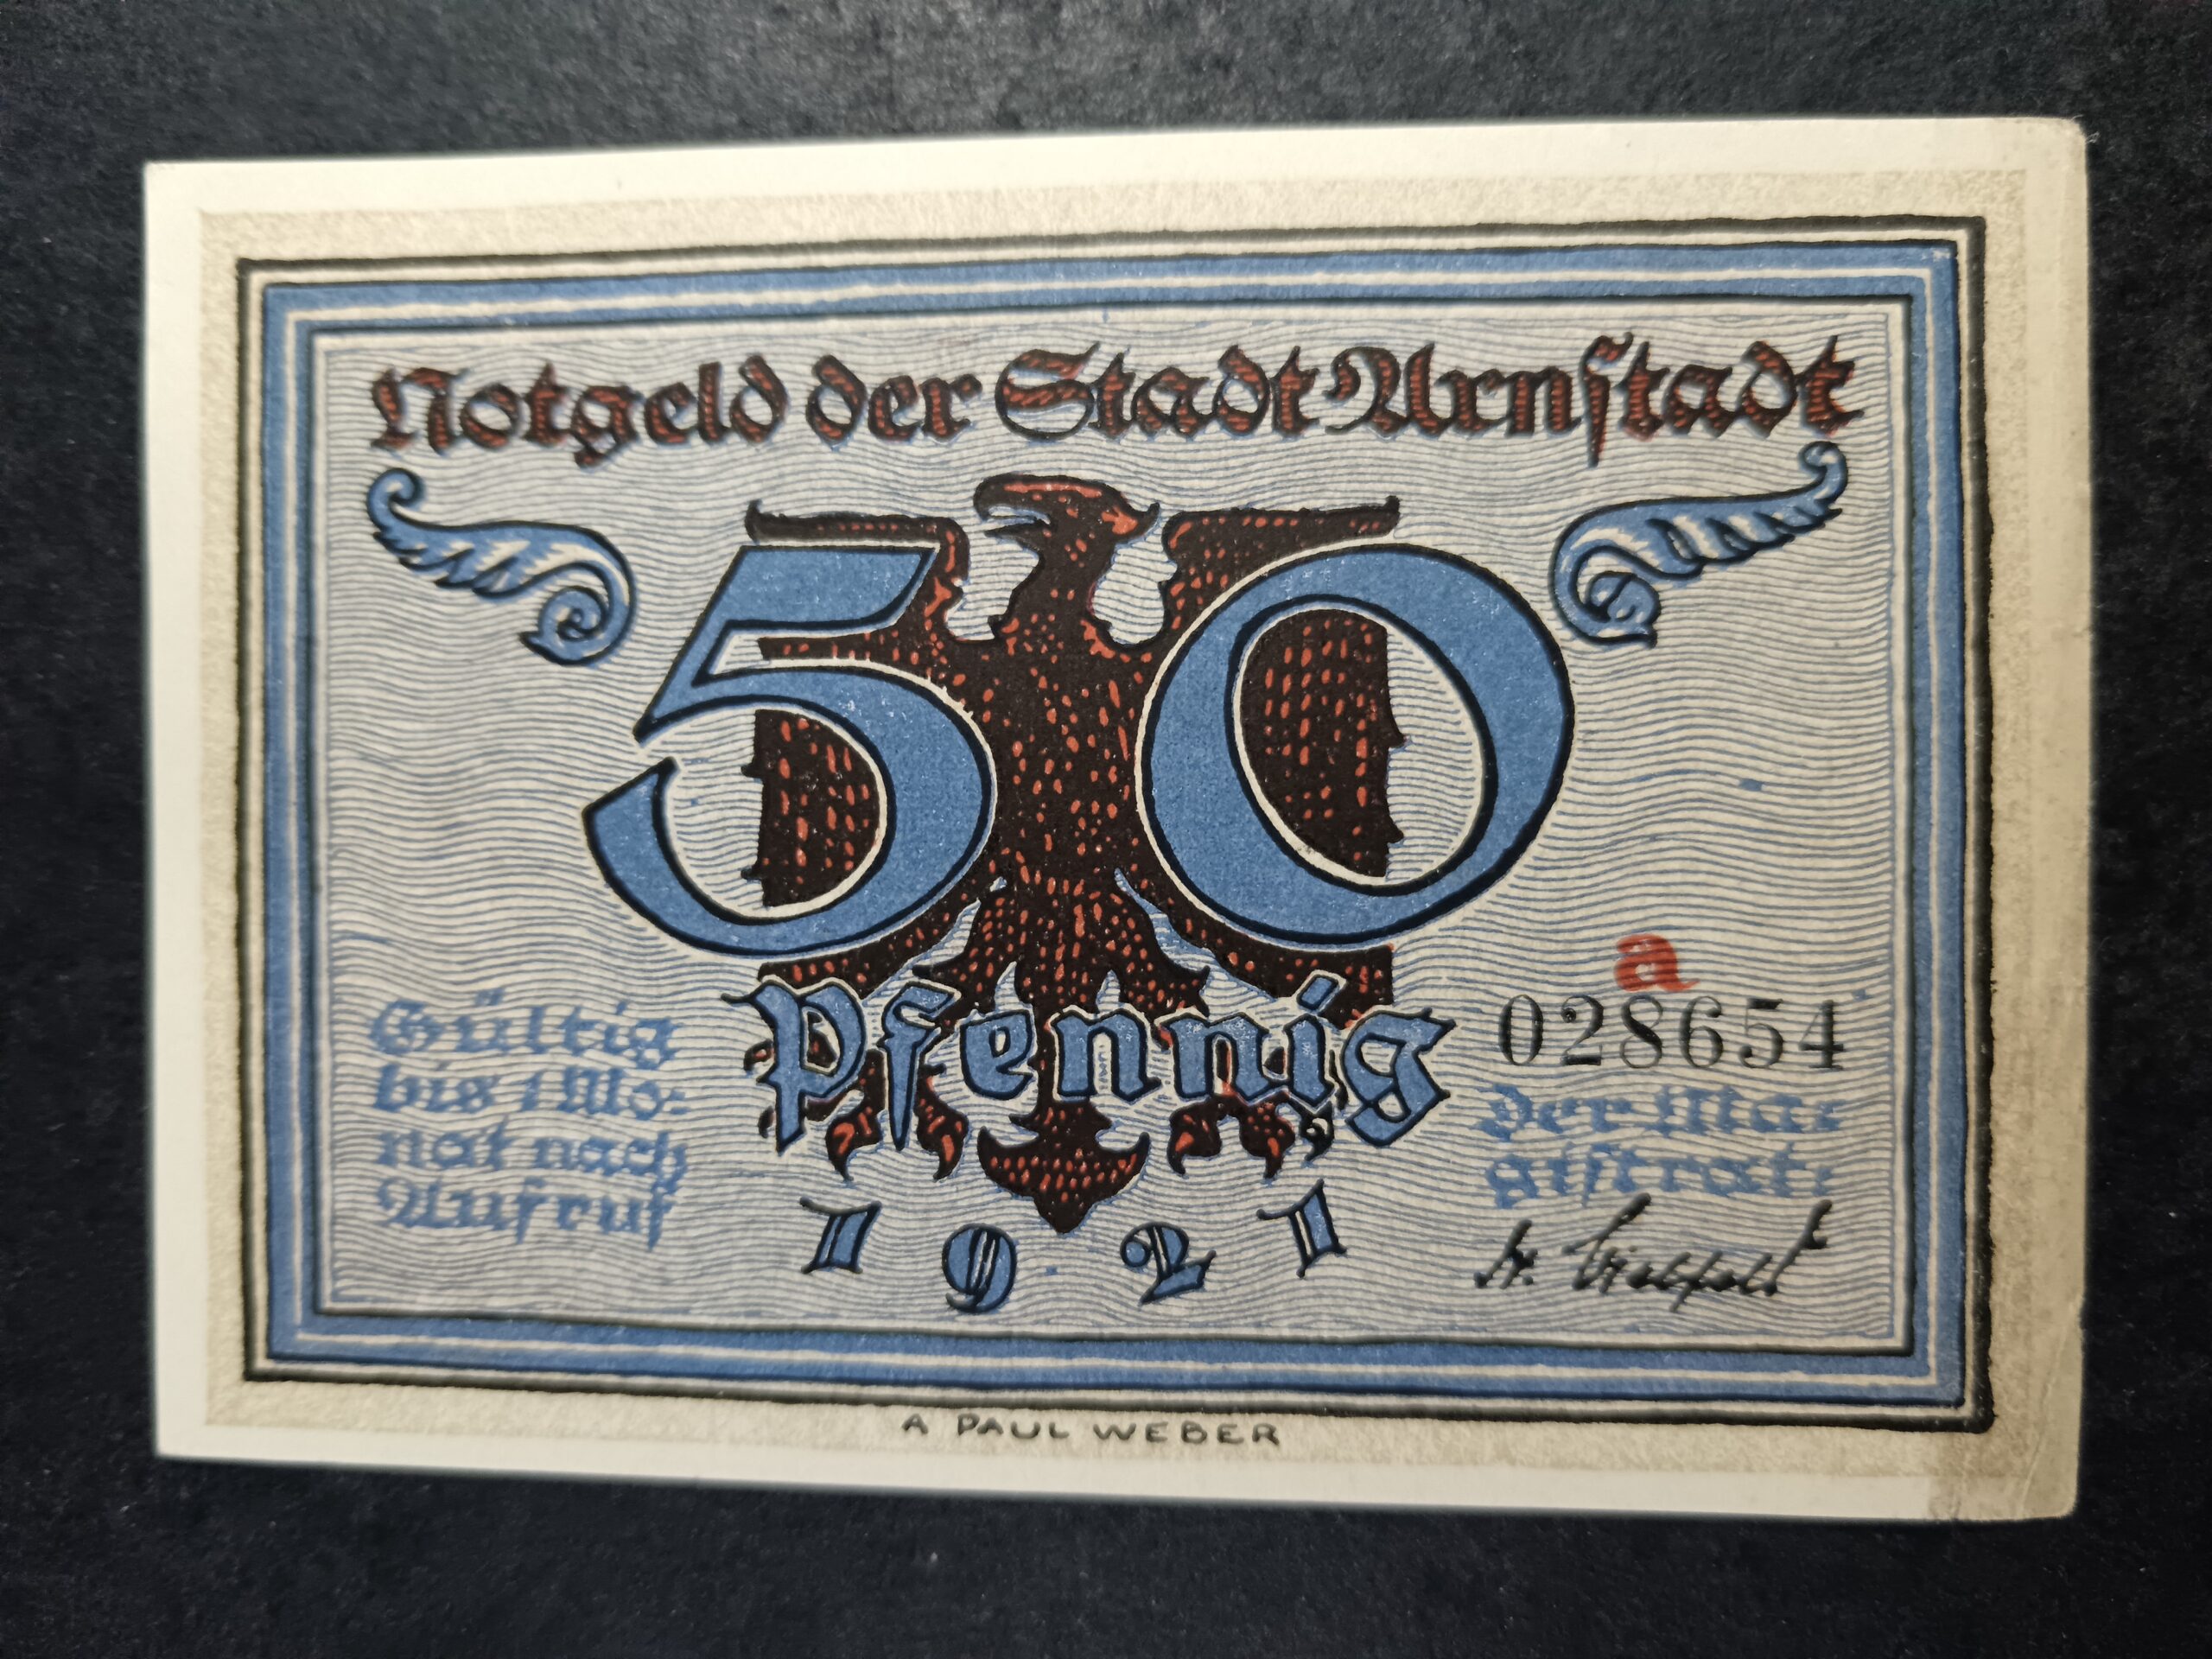 Notgeld der Stadt Arnstadt
50
Pfennig
a
028654
Gültig
bis 1 Mo-
nat nach
Aufruf
Der Ma-
gistrat:
1921
A PAUL WEBER